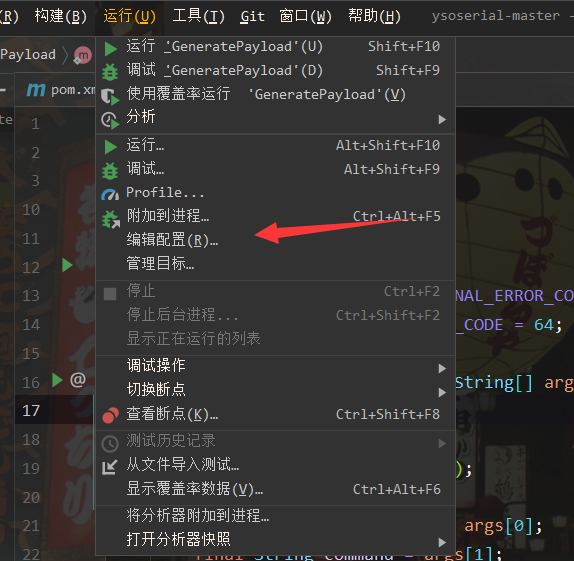 (R) 构建(B) 运行(U) 工具(T) Git 窗口(W) 帮助(H) ysoserial-master –
Payload m
运行 'GeneratePayload'(U) Shift+F10
调试 'GeneratePayload'(D) Shift+F9
m pom.xm
使用覆盖率运行 'GeneratePayload'(V)
分析
1
运行… Alt+Shift+F10
2
调试… Alt+Shift+F9
3
Profile...
10
附加到进程… Ctrl+Alt+F5
11
编辑配置(R)…
12
管理目标…
停止 Ctrl+F2
13
NAL_ERROR_CO
停止后台进程... Ctrl+Shift+F2
14
_CODE = 64;
显示正在运行的列表
15
调试操作
16 @
String[] arg
切换断点
17
查看断点(K)… Ctrl+Shift+F8
18
测试历史记录
19
从文件导入测试…
);
显示覆盖率数据(V)… Ctrl+Alt+F6
20
将分析器附加到进程…
21
args[0];
打开分析器快照
22
final String command = args[1];
つぼ